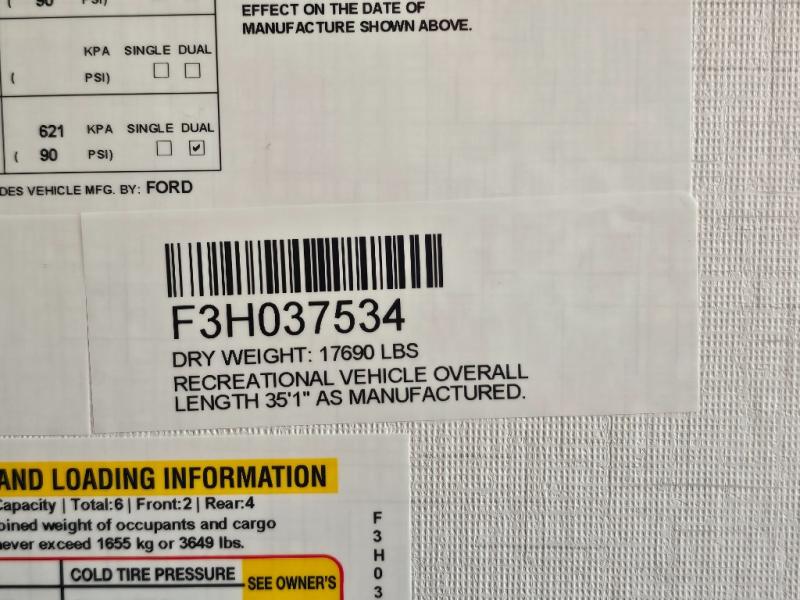 ( 90 PSI)
EFFECT ON THE DATE OF
MANUFACTURE SHOWN ABOVE.
KPA SINGLE DUAL
( PSI)
621 KPA SINGLE DUAL
( 90 PSI)
VEHICLE MFG. BY: FORD
F3H037534
DRY WEIGHT: 17690 LBS
RECREATIONAL VEHICLE OVERALL
LENGTH 35'1" AS MANUFACTURED.
AND LOADING INFORMATION
Capacity | Total:6 | Front:2 | Rear:4
weight of occupants and cargo
never exceed 1655 kg or 3649 lbs.
COLD TIRE PRESSURE
SEE OWNER'S
F
3
H
0
3